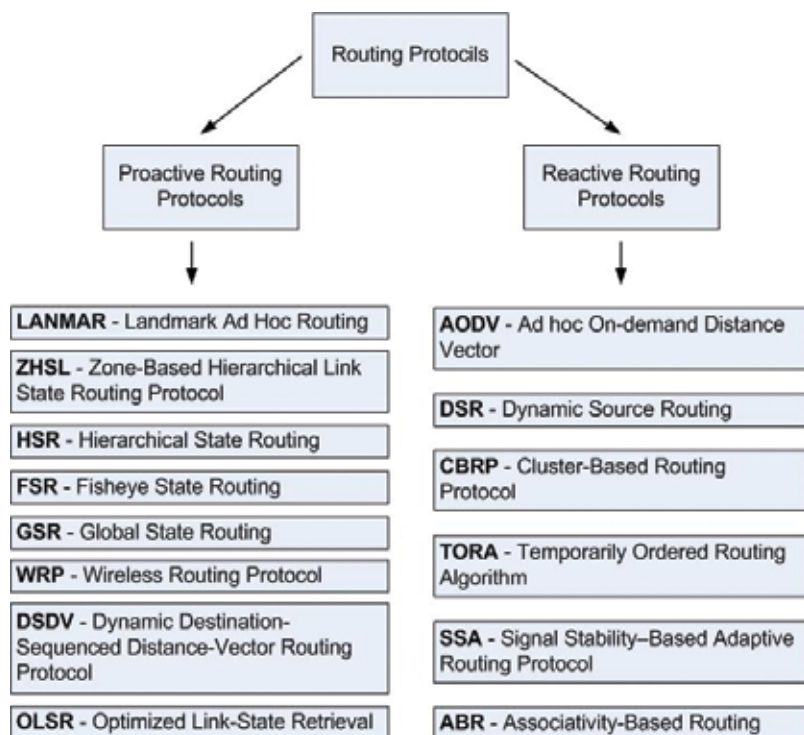 Routing Protocils
Proactive Routing
Protocols
Reactive Routing
Protocols
LANMAR - Landmark Ad Hoc Routing
ZHSL - Zone-Based Hierarchical Link
State Routing Protocol
HSR - Hierarchical State Routing
FSR - Fisheye State Routing
GSR - Global State Routing
WRP - Wireless Routing Protocol
DSDV - Dynamic Destination-
Sequenced Distance-Vector Routing
Protocol
OLSR - Optimized Link-State Retrieval
AODV - Ad hoc On-demand Distance
Vector
DSR - Dynamic Source Routing
CBRP - Cluster-Based Routing
Protocol
TORA - Temporarily Ordered Routing
Algorithm
SSA - Signal Stability–Based Adaptive
Routing Protocol
ABR - Associativity-Based Routing